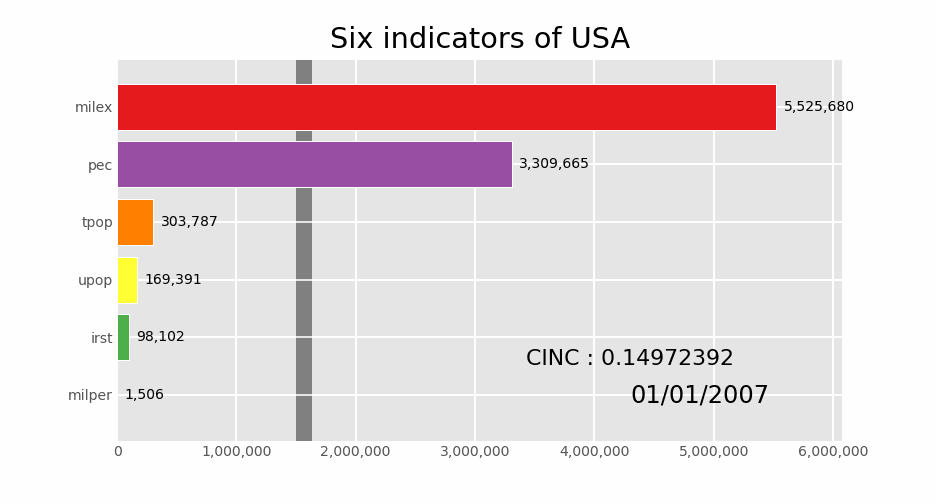 Six indicators of USA
milex 5,525,680
pec 3,309,665
tpop 303,787
upop 169,391
irst 98,102
CINC : 0.14972392
milper 1,506 01/01/2007
0 1,000,000 2,000,000 3,000,000 4,000,000 5,000,000 6,000,000